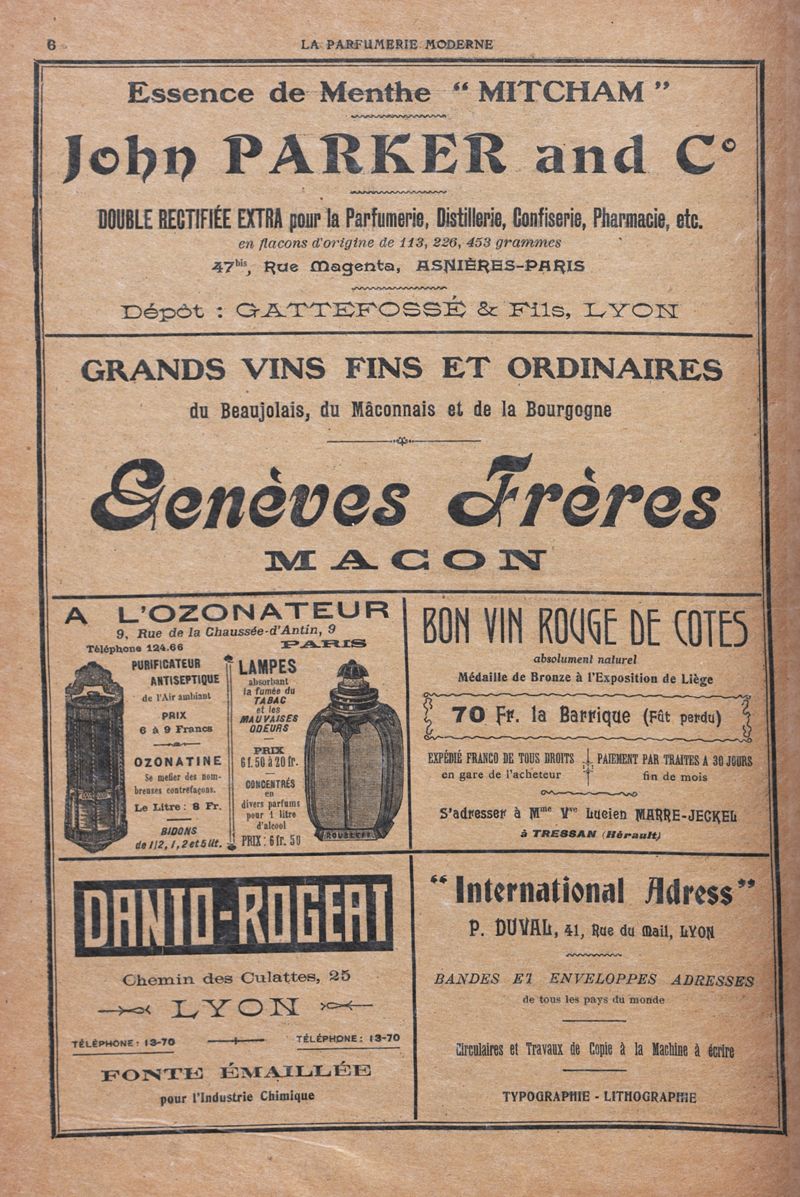 6
LA PARFUMERIE MODERNE
Essence de Menthe “ MITCHAM ”
John PARKER and Cº
DOUBLE RECTIFIÉE EXTRA pour la Parfumerie, Distillerie, Confiserie, Pharmacie, etc.
en flacons d'origine de 113, 226, 453 grammes
47bis, Rue Magenta, ASNIÈRES-PARIS
Dépôt : GATTEFOSSÉ & Fils, LYON
GRANDS VINS FINS ET ORDINAIRES
du Beaujolais, du Mâconnais et de la Bourgogne
Genèves Frères
MACON
A L'OZONATEUR
9, Rue de la Chaussée-d'Antin, 9
Téléphone 124.66
PARIS
PURIFICATEUR
ANTISEPTIQUE
de l'Air ambiant
PRIX
6 à 9 Francs
OZONATINE
Se mefier des nom-
breuses contrefaçons.
Le Litre : 8 Fr.
BIDONS
de 1|2, 1, 2 et 5 lit.
LAMPES
absorbant
la fumée du
TABAC
et les
MAUVAISES
ODEURS
PRIX
6 f. 50 à 20 fr.
CONCENTRÉS
en
divers parfums
pour 1 litre
d'alcool
PRIX : 6 fr. 50
BON VIN ROUGE DE COTES
absolument naturel
Médaille de Bronze à l'Exposition de Liège
70 Fr. la Barrique (Fût perdu)
EXPÉDIÉ FRANCO DE TOUS DROITS
en gare de l'acheteur
PAIEMENT PAR TRAITES A 30 JOURS
fin de mois
S'adresser à Mme Vve Lucien MARRE-JECKEL
à TRESSAN (Hérault)
DANTO-ROGEAT
Chemin des Culattes, 25
LYON
TÉLÉPHONE : 13-70
TÉLÉPHONE : 13-70
FONTE ÉMAILLÉE
pour l'Industrie Chimique
“ International Adress ”
P. DUVAL, 41, Rue du Mail, LYON
BANDES ET ENVELOPPES ADRESSES
de tous les pays du monde
Circulaires et Travaux de Copie à la Machine à écrire
TYPOGRAPHIE - LITHOGRAPHIE